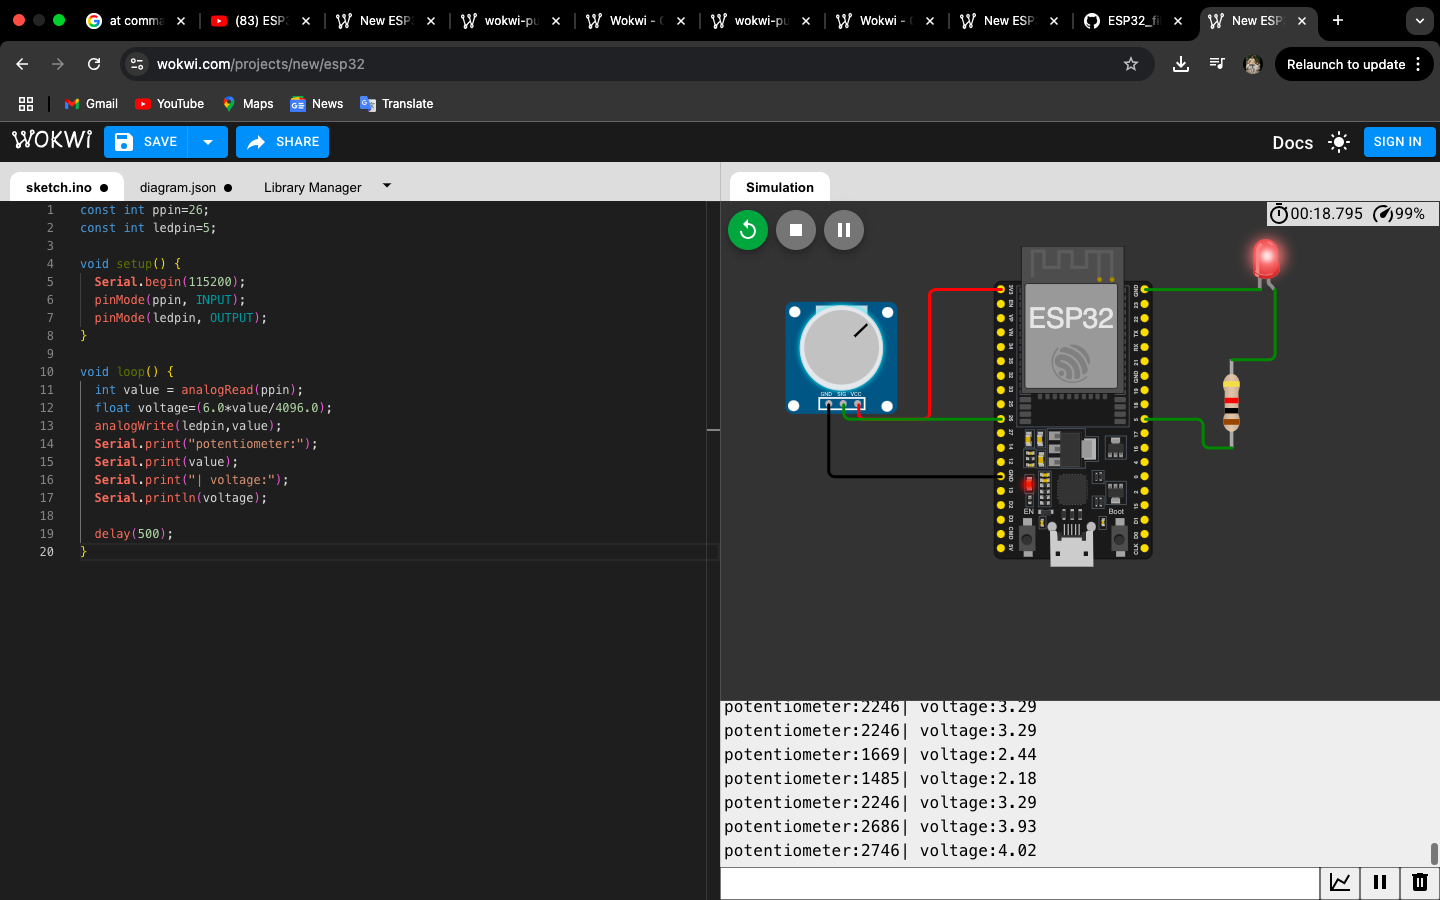 at comma
(83) ESP3
New ESP3
wokwi-pu
Wokwi - 
wokwi-pu
Wokwi - 
New ESP
ESP32_fi
New ESP
wokwi.com/projects/new/esp32
Relaunch to update
Gmail
YouTube
Maps
News
Translate
WOKWI
SAVE
SHARE
Docs
SIGN IN
sketch.ino
diagram.json
Library Manager
Simulation
1 const int ppin=26;
2 const int ledpin=5;
3
4 void setup() {
5 Serial.begin(115200);
6 pinMode(ppin, INPUT);
7 pinMode(ledpin, OUTPUT);
8 }
9
10 void loop() {
11 int value = analogRead(ppin);
12 float voltage=(6.0*value/4096.0);
13 analogWrite(ledpin,value);
14 Serial.print("potentiometer:");
15 Serial.print(value);
16 Serial.print("| voltage:");
17 Serial.println(voltage);
18
19 delay(500);
20 }
00:18.795 99%
GND SIG VCC
ESP32
EN
Boot
potentiometer:2246| voltage:3.29
potentiometer:2246| voltage:3.29
potentiometer:1669| voltage:2.44
potentiometer:1485| voltage:2.18
potentiometer:2246| voltage:3.29
potentiometer:2686| voltage:3.93
potentiometer:2746| voltage:4.02